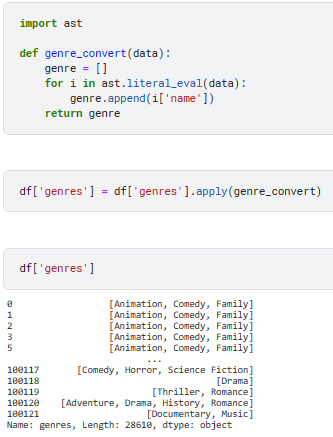 import ast
def genre_convert(data):
    genre = []
    for i in ast.literal_eval(data):
        genre.append(i['name'])
    return genre
df['genres'] = df['genres'].apply(genre_convert)
df['genres']
0                  [Animation, Comedy, Family]
1                  [Animation, Comedy, Family]
2                  [Animation, Comedy, Family]
3                  [Animation, Comedy, Family]
5                  [Animation, Comedy, Family]
                          ...
100117       [Comedy, Horror, Science Fiction]
100118                                 [Drama]
100119                     [Thriller, Romance]
100120    [Adventure, Drama, History, Romance]
100121                    [Documentary, Music]
Name: genres, Length: 28610, dtype: object